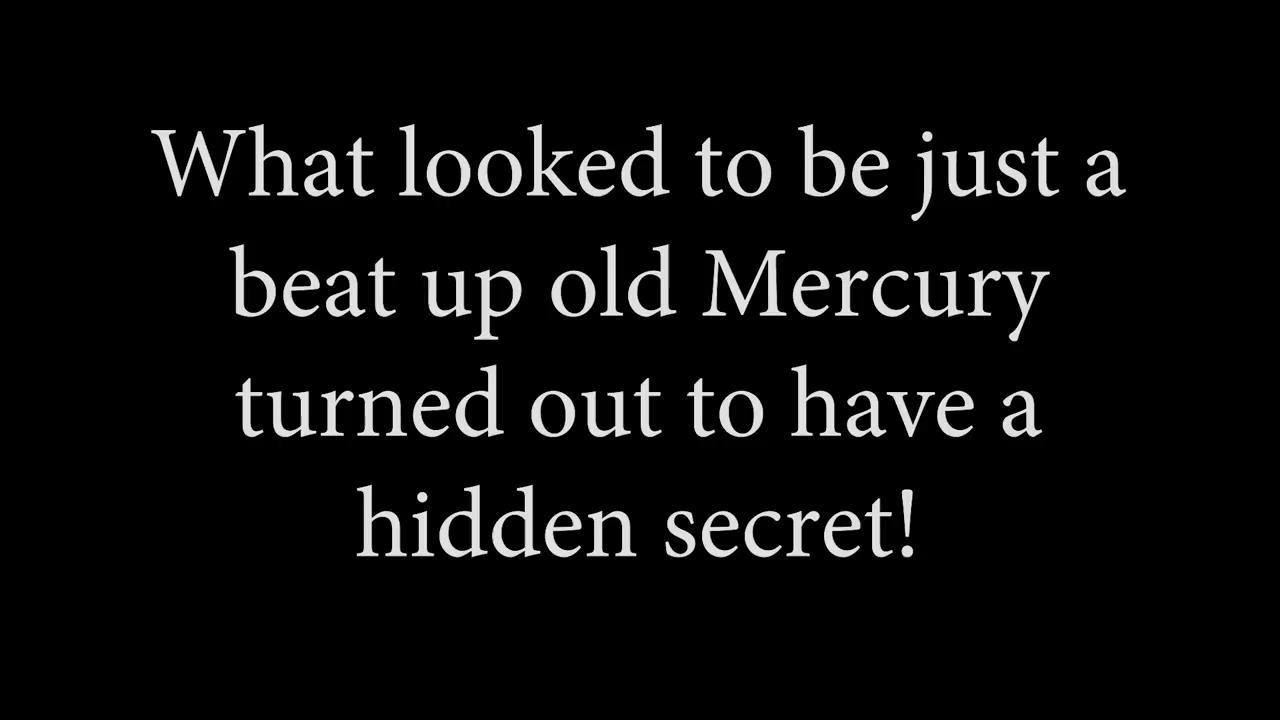 What looked to be just a
beat up old Mercury
turned out to have a
hidden secret!